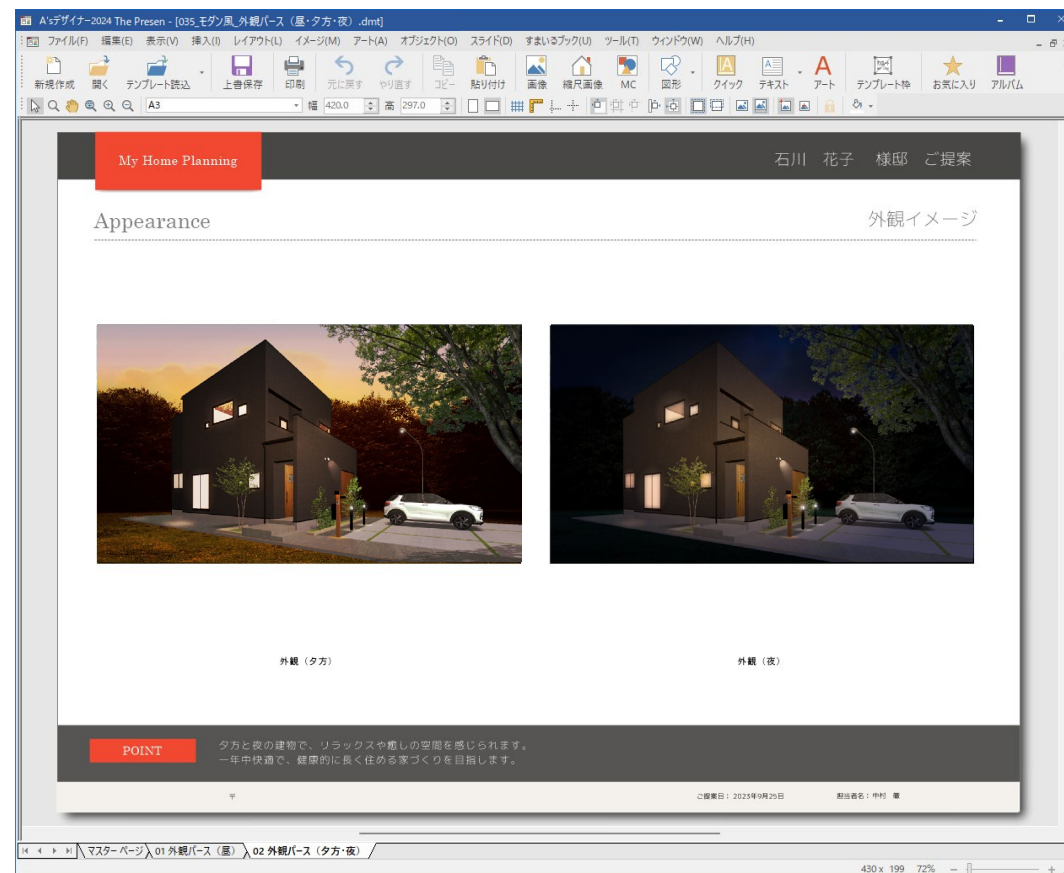 A'sデザイナー2024 The Presen - [035_モダン風_外観パース（昼・夕方・夜）.dmt]
ファイル(F) 編集(E) 表示(V) 挿入(I) レイアウト(L) イメージ(M) アート(A) オブジェクト(O) スライド(D) すまいるブック(U) ツール(T) ウィンドウ(W) ヘルプ(H)
新規作成 開く テンプレート読込 上書保存 印刷 元に戻す やり直す コピー 貼り付け 画像 縮尺画像 MC 図形 クイック テキスト アート テンプレート枠 お気に入り アルバム
A3 幅 420.0 高 297.0
My Home Planning 石川 花子 様邸 ご提案
Appearance 外観イメージ
外観（夕方） 外観（夜）
POINT 夕方と夜の建物で、リラックスや癒しの空間を感じられます。
一年中快適で、健康的に長く住める家づくりを目指します。
〒 ご提案日： 2023年9月25日 担当者名：中村 徹
マスター ページ 01 外観パース（昼） 02 外観パース（夕方・夜）
430 x 199 72%